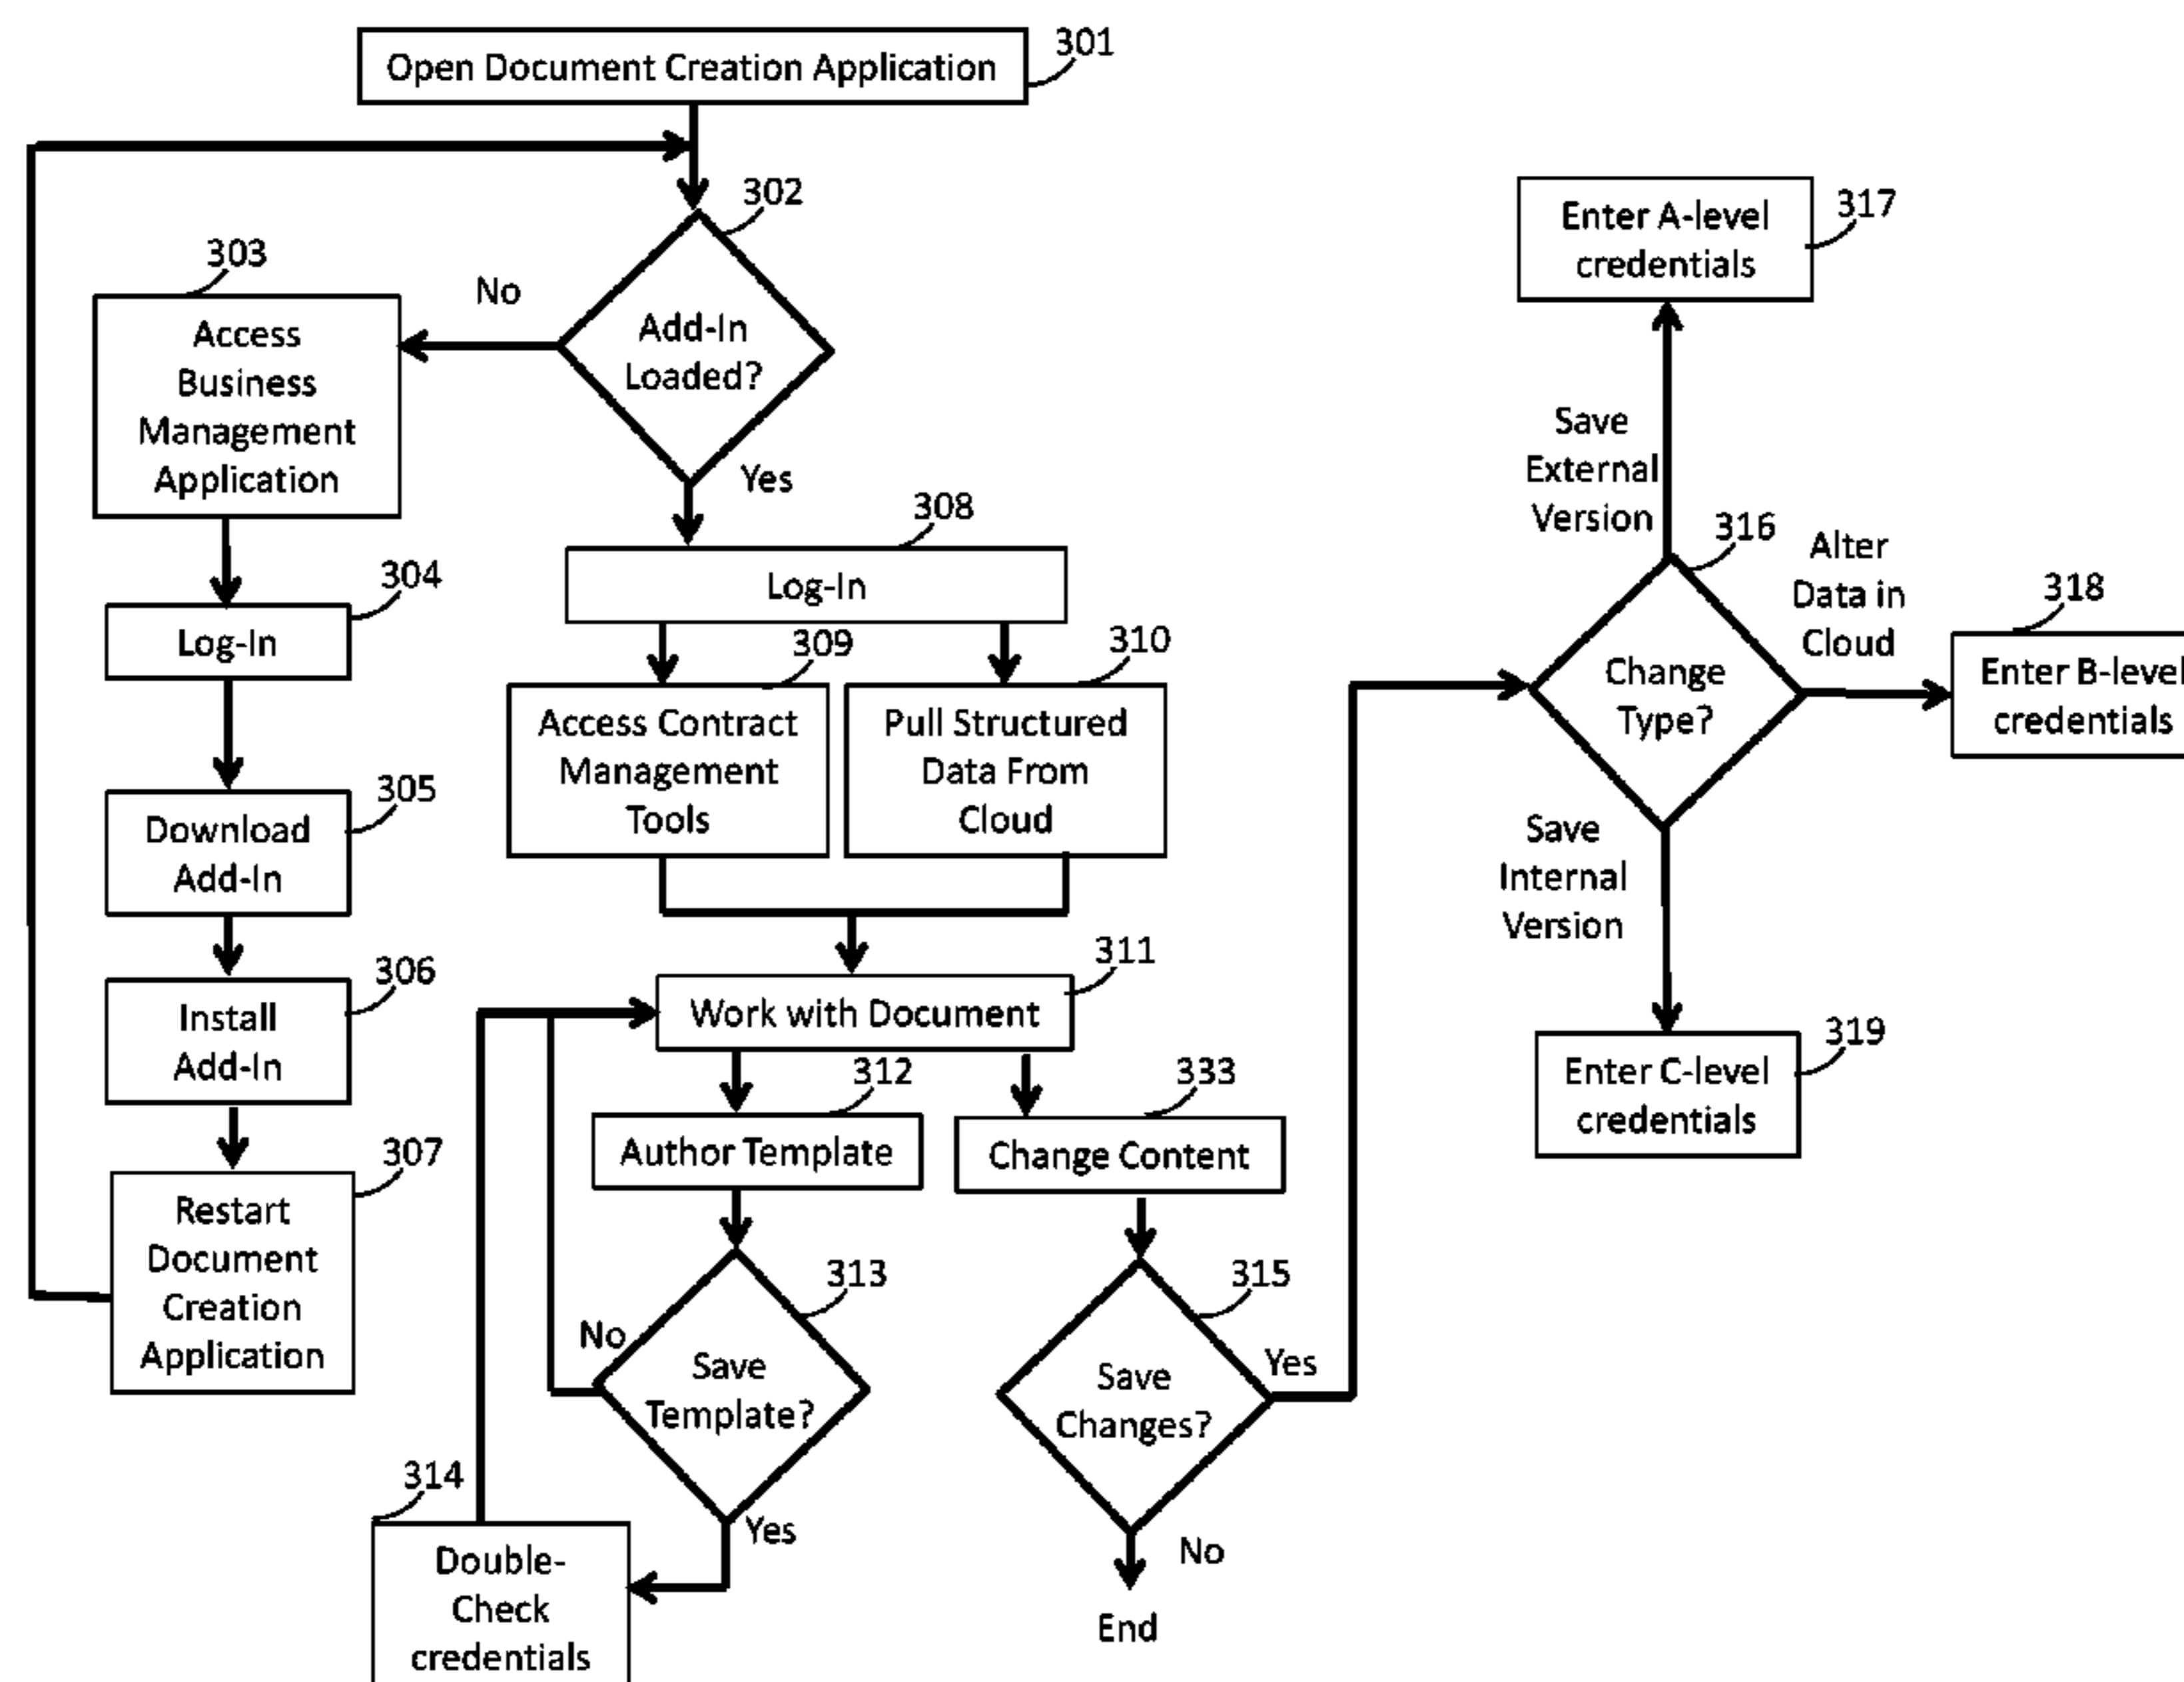 Open Document Creation Application
301
302
Add-In
Loaded?
No
Yes
303
Access
Business
Management
Application
304
Log-In
305
Download
Add-In
306
Install
Add-In
307
Restart
Document
Creation
Application
308
Log-In
309
Access Contract
Management
Tools
310
Pull Structured
Data From
Cloud
311
Work with Document
312
Author Template
313
Save
Template?
No
Yes
314
Double-
Check
credentials
333
Change Content
315
Save
Changes?
Yes
No
End
316
Change
Type?
Save
External
Version
317
Enter A-level
credentials
Alter
Data in
Cloud
318
Enter B-level
credentials
Save
Internal
Version
319
Enter C-level
credentials